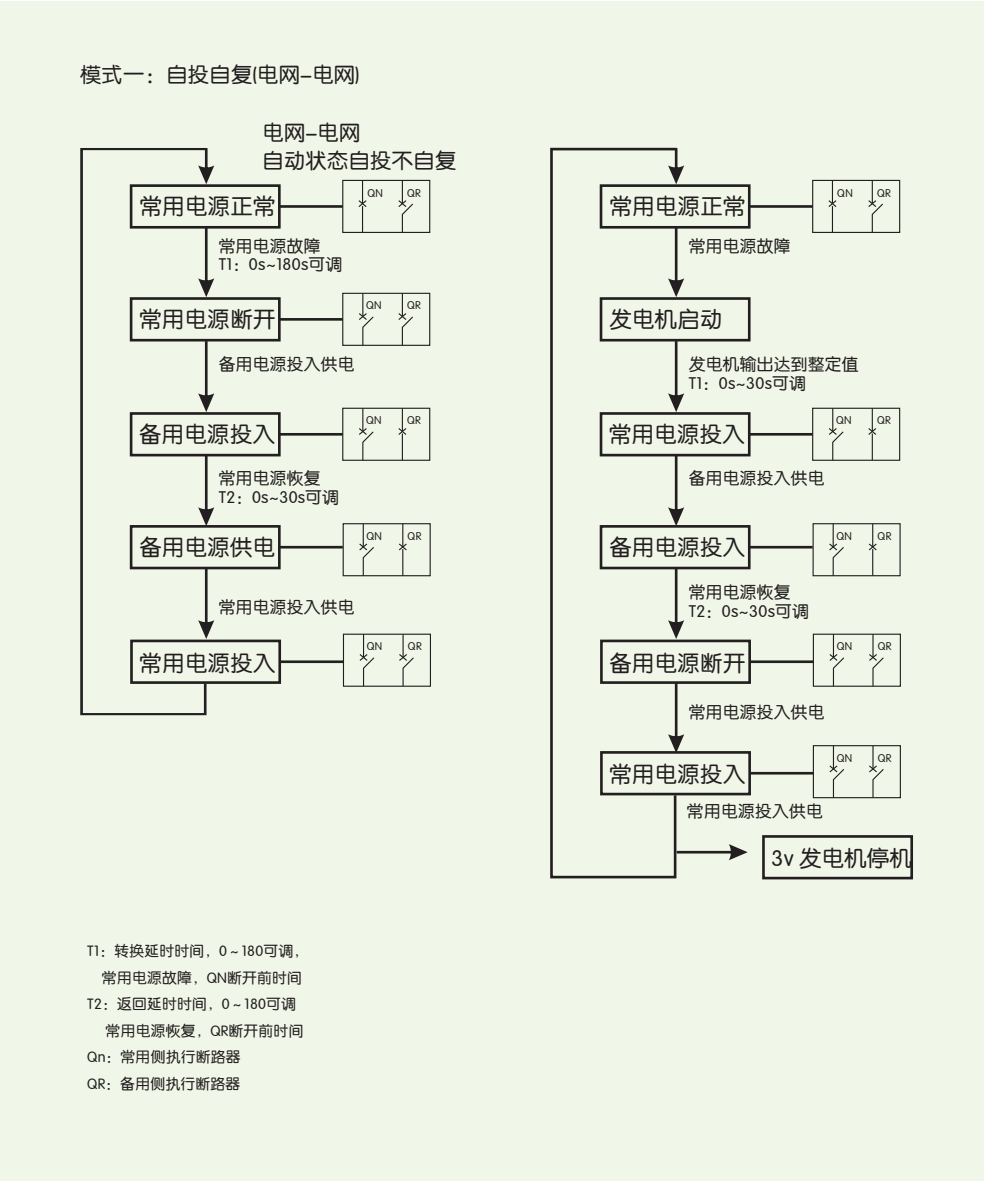 模式一：自投自复(电网–电网)
电网–电网
自动状态自投不自复
常用电源正常
QN QR
常用电源故障
T1：0s~180s可调
常用电源断开
QN QR
备用电源投入供电
备用电源投入
QN QR
常用电源恢复
T2：0s~30s可调
备用电源供电
QN QR
常用电源投入供电
常用电源投入
QN QR
常用电源正常
QN QR
常用电源故障
发电机启动
发电机输出达到整定值
T1：0s~30s可调
常用电源投入
QN QR
备用电源投入供电
备用电源投入
QN QR
常用电源恢复
T2：0s~30s可调
备用电源断开
QN QR
常用电源投入供电
常用电源投入
QN QR
常用电源投入供电
3v 发电机停机
T1：转换延时时间，0～180可调，
常用电源故障，QN断开前时间
T2：返回延时时间，0～180可调
常用电源恢复，QR断开前时间
Qn：常用侧执行断路器
QR：备用侧执行断路器